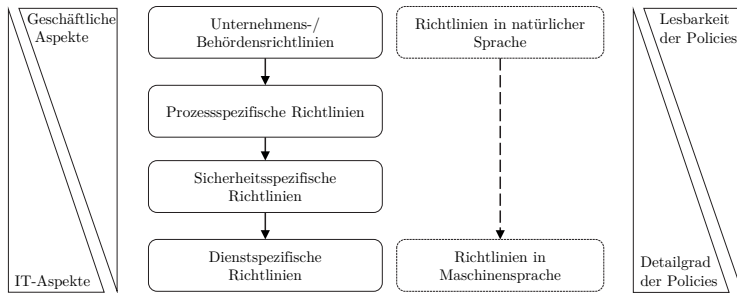 Geschäftliche
Aspekte
Unternehmens-/
Behördensrichtlinien
Richtlinien in natürlicher
Sprache
Lesbarkeit
der Policies
Prozessspezifische Richtlinien
Sicherheitsspezifische
Richtlinien
IT-Aspekte
Dienstspezifische
Richtlinien
Richtlinien in
Maschinensprache
Detailgrad
der Policies